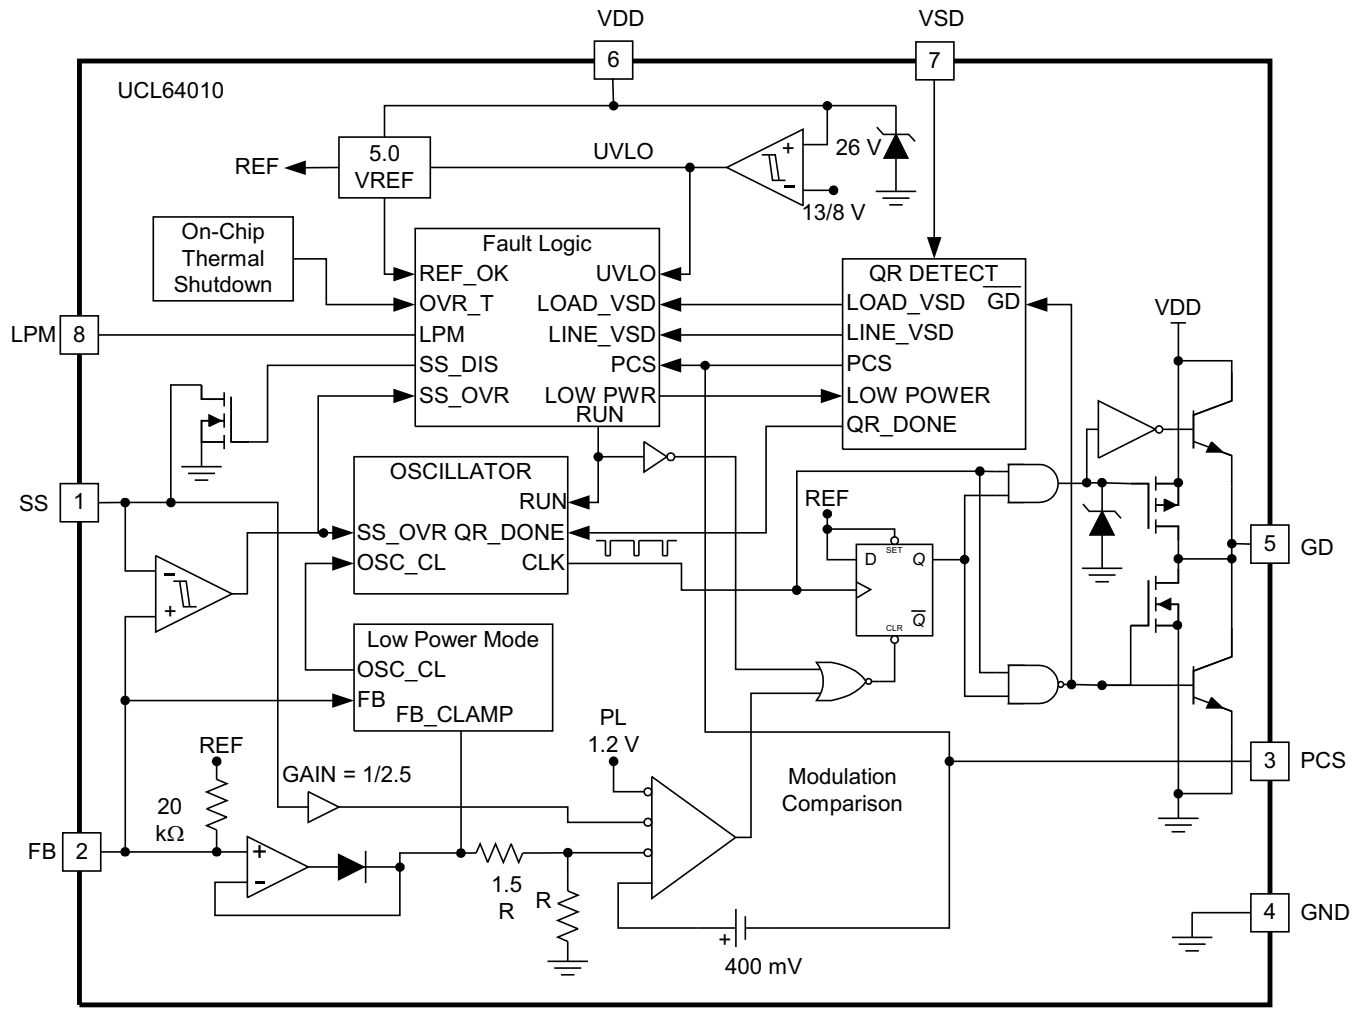 VDD
VSD
6
7
UCL64010
5.0
VREF
REF
UVLO
+
–
26 V
13/8 V
On-Chip
Thermal
Shutdown
Fault Logic
REF_OK
UVLO
OVR_T
LOAD_VSD
LPM
LINE_VSD
SS_DIS
PCS
SS_OVR
LOW PWR
RUN
QR DETECT
LOAD_VSD
GD
LINE_VSD
PCS
LOW POWER
QR_DONE
VDD
LPM
8
SS
1
OSCILLATOR
RUN
SS_OVR
QR_DONE
OSC_CL
CLK
REF
SET
D
Q
Q
CLR
5
GD
–
+
Low Power Mode
OSC_CL
FB
FB_CLAMP
PL
1.2 V
REF
GAIN = 1/2.5
20
kΩ
Modulation
Comparison
3
PCS
FB
2
+
–
1.5
R
R
+
400 mV
4
GND